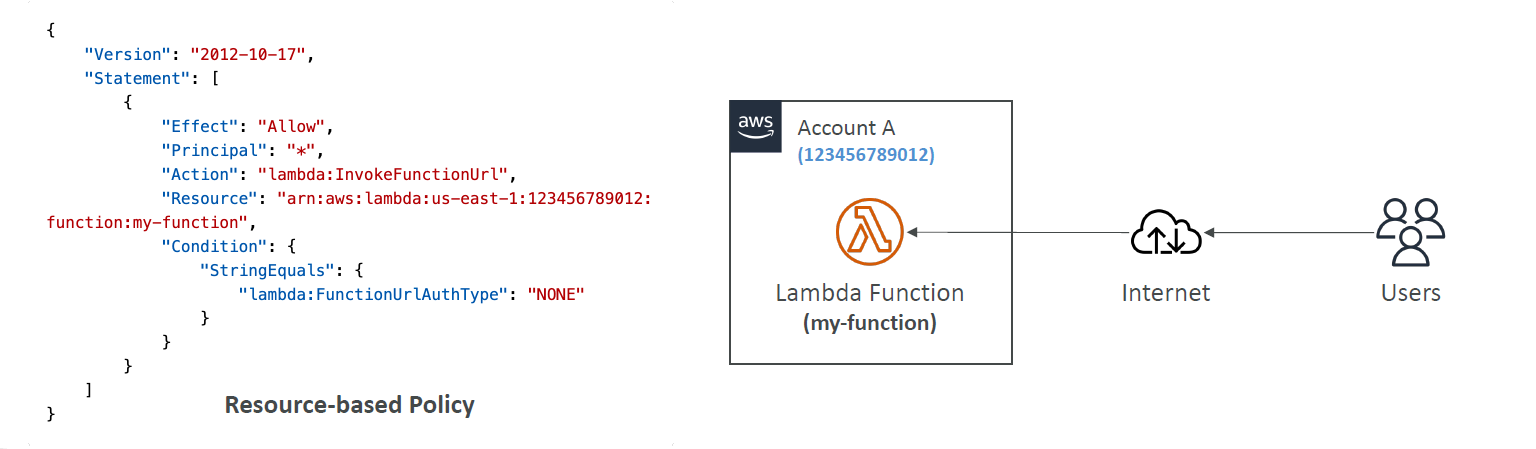 {
    "Version": "2012-10-17",
    "Statement": [
        {
            "Effect": "Allow",
            "Principal": "*",
            "Action": "lambda:InvokeFunctionUrl",
            "Resource": "arn:aws:lambda:us-east-1:123456789012:
function:my-function",
            "Condition": {
                "StringEquals": {
                    "lambda:FunctionUrlAuthType": "NONE"
                }
            }
        }
    ]
}
Resource-based Policy
aws
Account A
(123456789012)
Lambda Function
(my-function)
Internet
Users